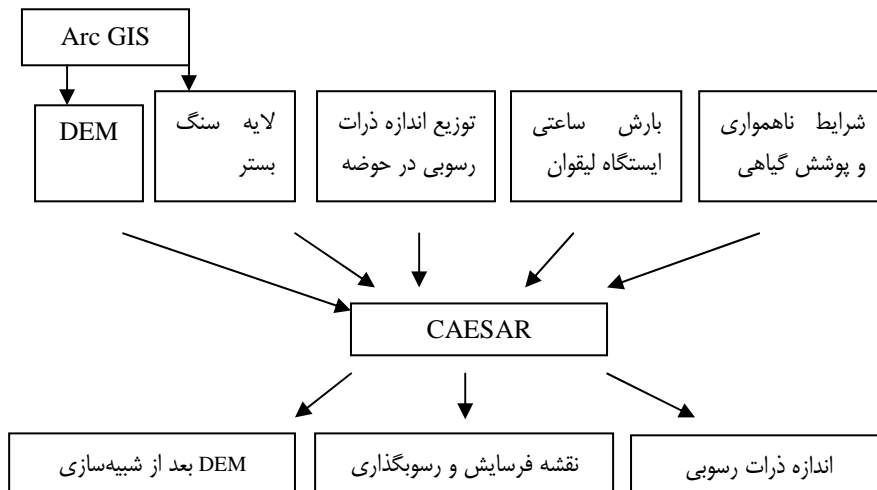 Arc GIS
شرایط ناهمواری
و پوشش گیاهی
بارش ساعتی
ایستگاه لیقوان
توزیع اندازه ذرات
رسوبی در حوضه
لایه سنگ
بستر
DEM
CAESAR
اندازه ذرات رسوبی
نقشه فرسایش و رسوبگذاری
DEM بعد از شبیه‌سازی